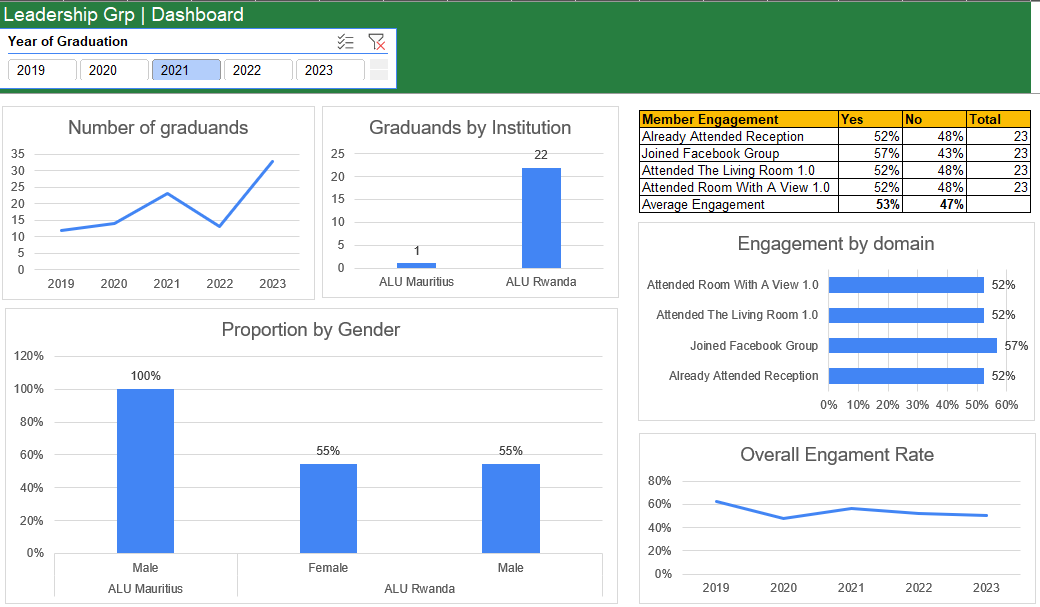 Leadership Grp | Dashboard
Year of Graduation
2019 2020 2021 2022 2023
Number of graduands
35
30
25
20
15
10
5
0
2019 2020 2021 2022 2023
Graduands by Institution
25
20
15
10
5
0
1
22
ALU Mauritius ALU Rwanda
Member Engagement Yes No Total
Already Attended Reception 52% 48% 23
Joined Facebook Group 57% 43% 23
Attended The Living Room 1.0 52% 48% 23
Attended Room With A View 1.0 52% 48% 23
Average Engagement 53% 47%
Engagement by domain
Attended Room With A View 1.0 52%
Attended The Living Room 1.0 52%
Joined Facebook Group 57%
Already Attended Reception 52%
0% 10% 20% 30% 40% 50% 60%
Proportion by Gender
120%
100%
80%
60%
40%
20%
0%
100%
55%
55%
Male Female Male
ALU Mauritius ALU Rwanda
Overall Engament Rate
80%
60%
40%
20%
0%
2019 2020 2021 2022 2023